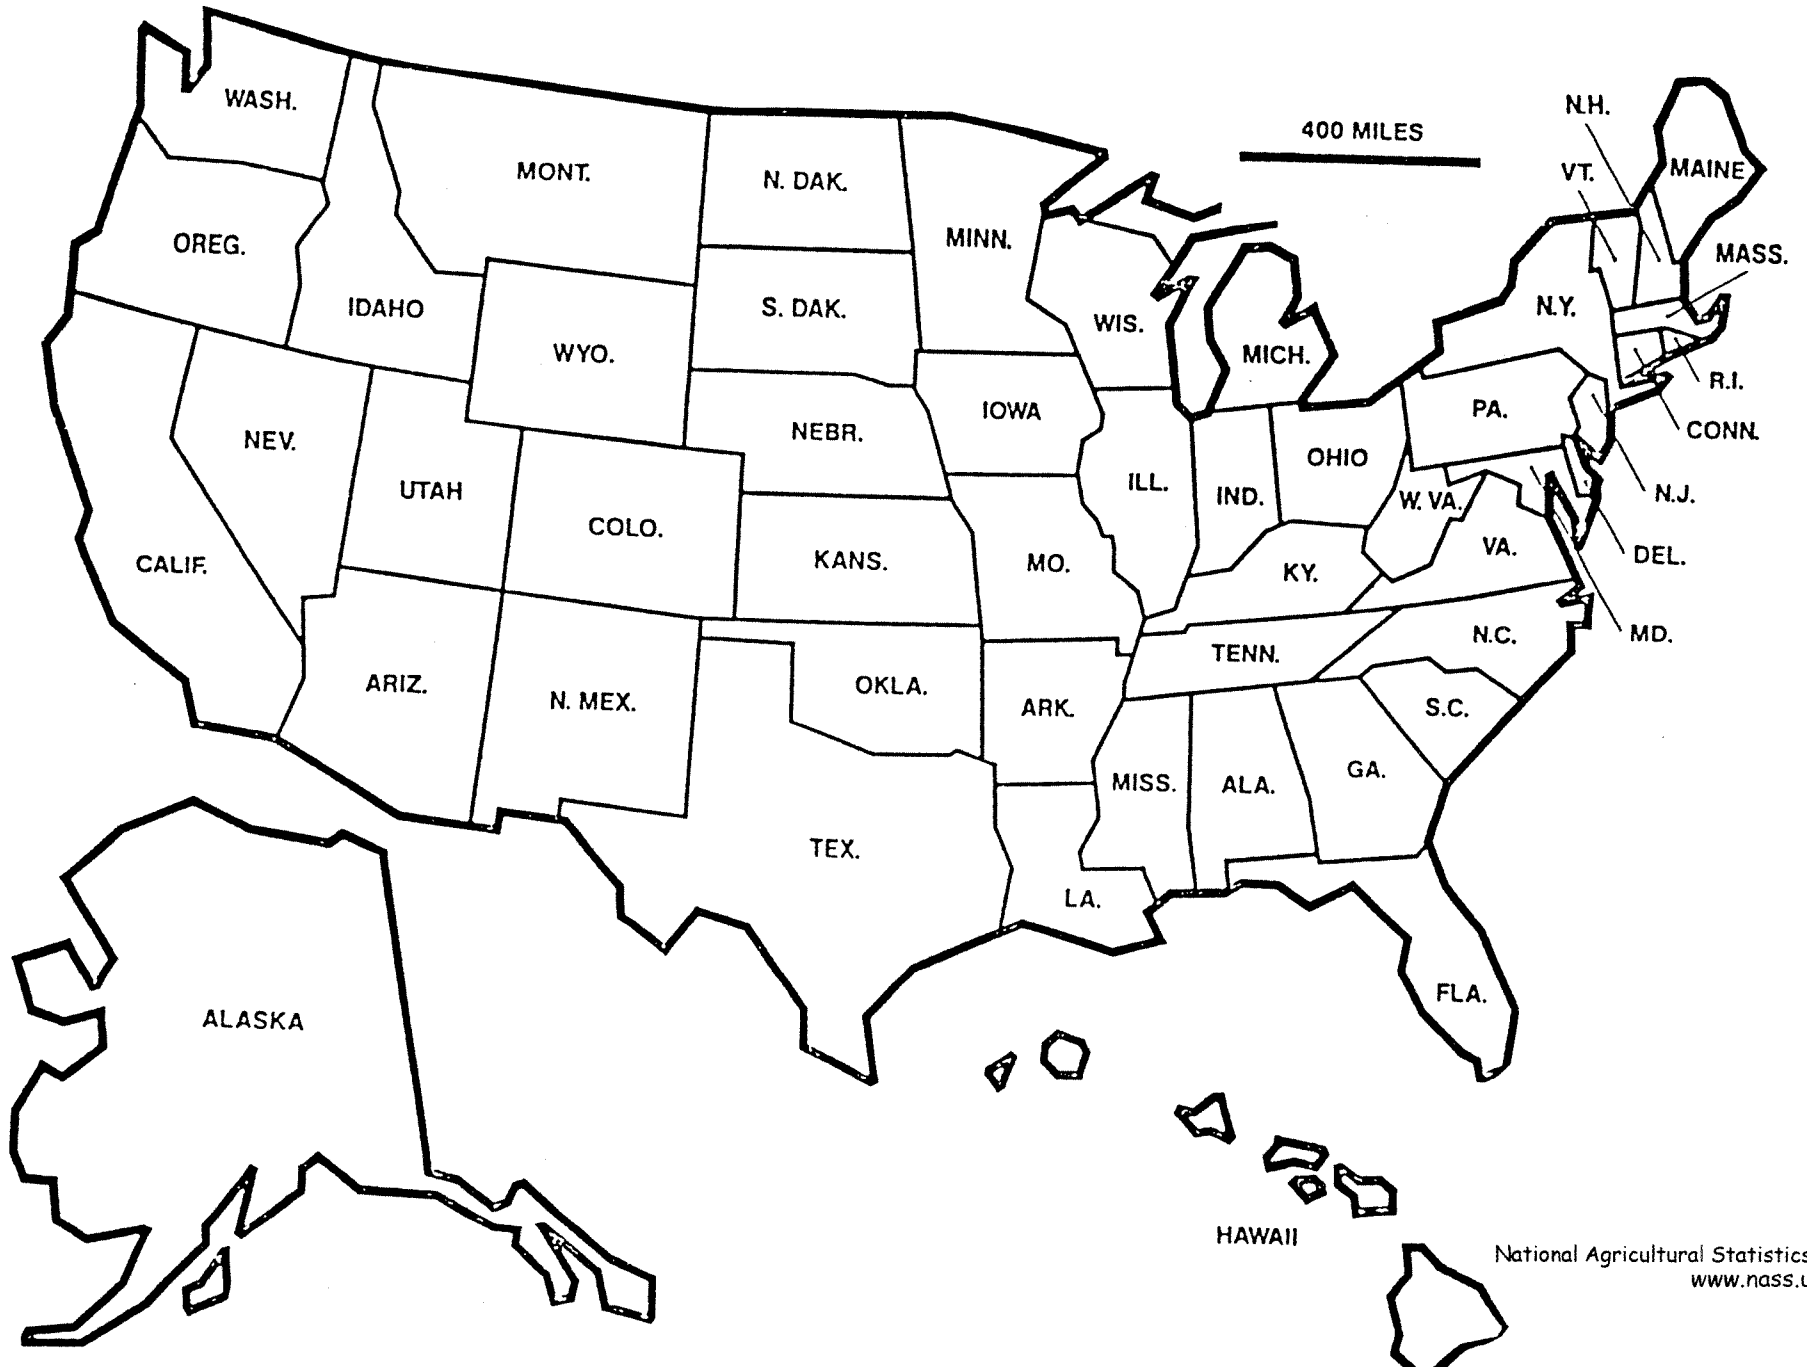 WASH.
MONT.
N. DAK.
MINN.
400 MILES
N.H.
VT.
MAINE
OREG.
IDAHO
WYO.
S. DAK.
WIS.
MICH.
N.Y.
MASS.
R.I.
CONN.
NEV.
UTAH
COLO.
NEBR.
IOWA
ILL.
IND.
OHIO
PA.
N.J.
CALIF.
KANS.
MO.
KY.
W. VA.
VA.
DEL.
MD.
ARIZ.
N. MEX.
OKLA.
ARK.
TENN.
N.C.
S.C.
TEX.
LA.
MISS.
ALA.
GA.
FLA.
ALASKA
HAWAII
National Agricultural Statistics
www.nass.u